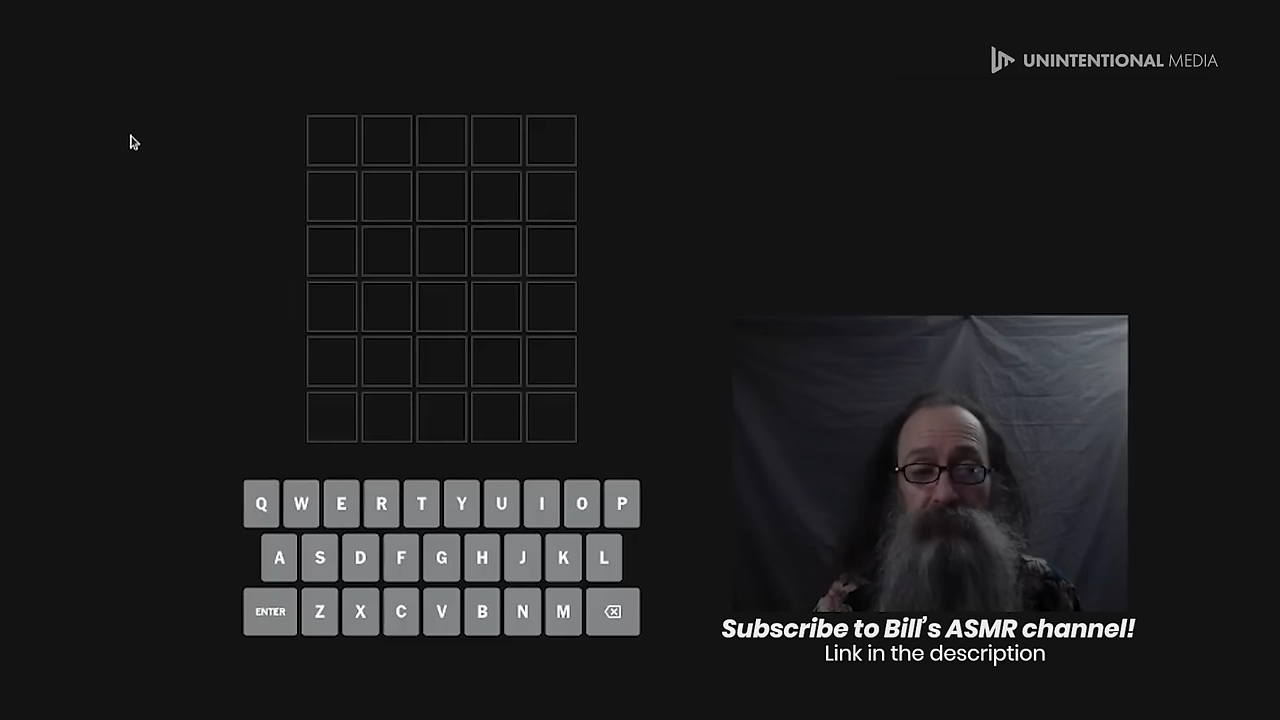 UNINTENTIONAL MEDIA
Q W E R T Y U I O P
A S D F G H J K L
ENTER Z X C V B N M
Subscribe to Bill's ASMR channel!
Link in the description